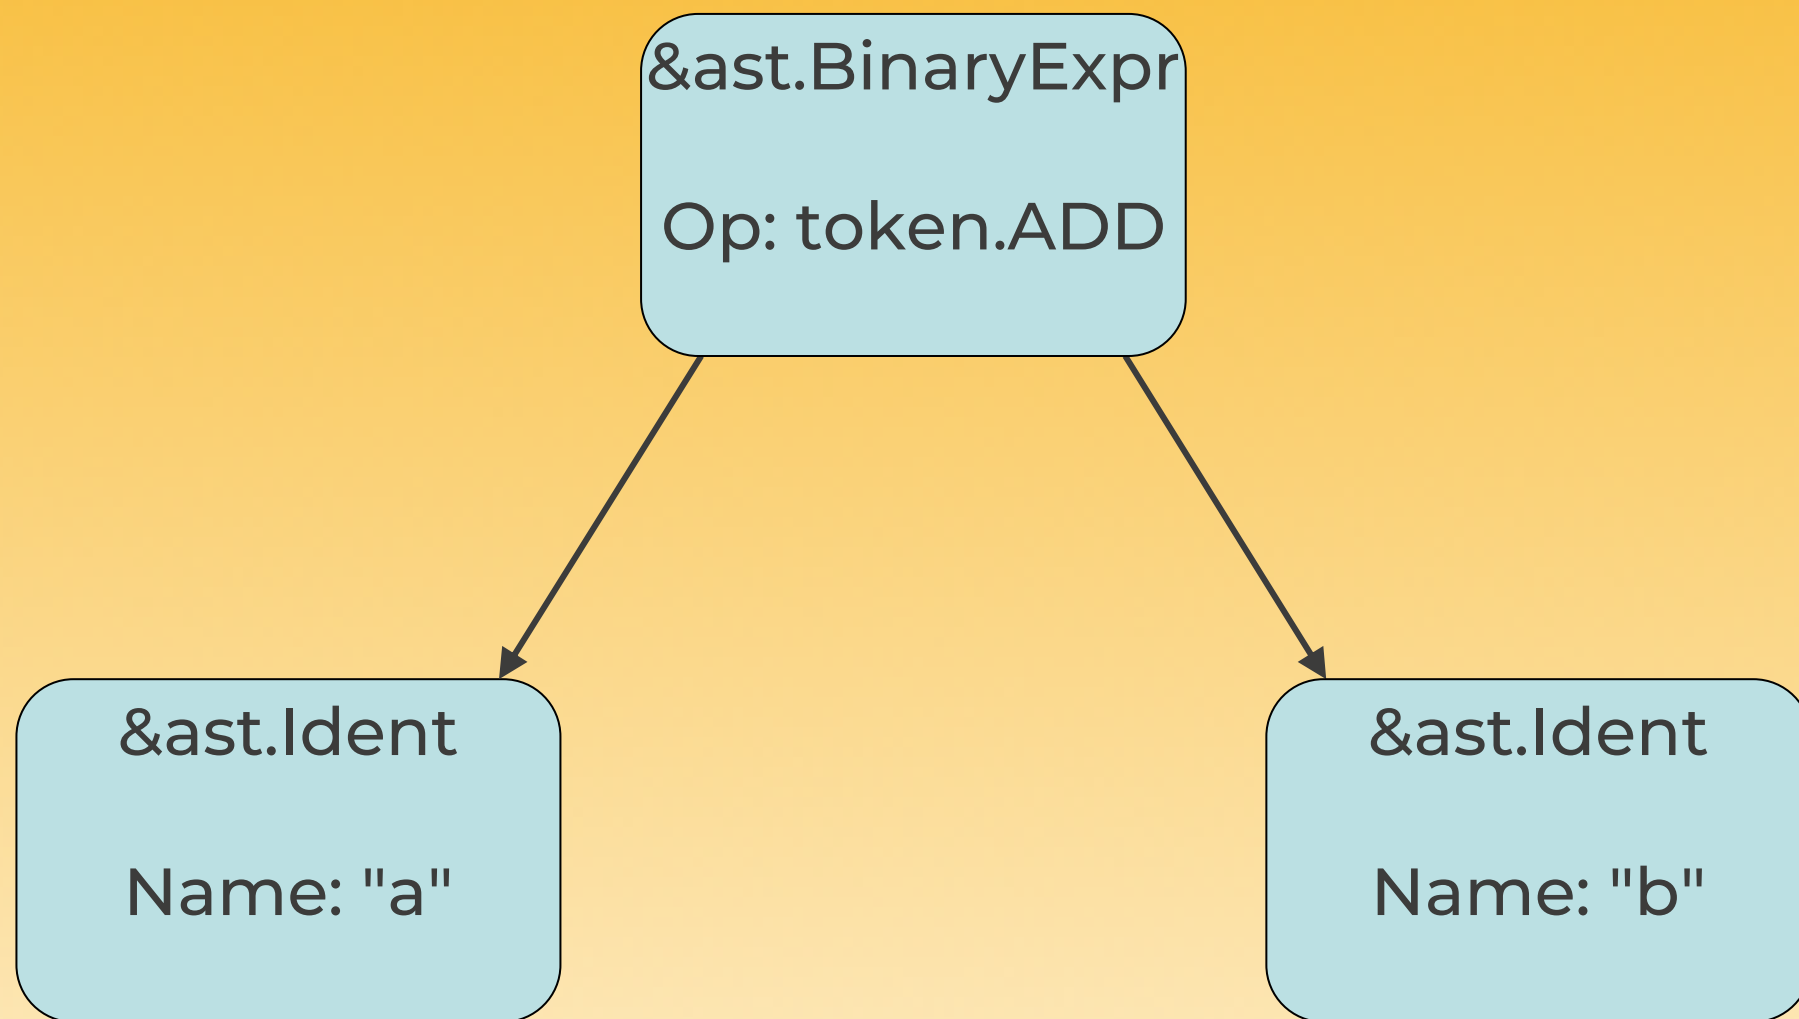 &ast.BinaryExpr
Op: token.ADD
&ast.Ident
Name: "a"
&ast.Ident
Name: "b"